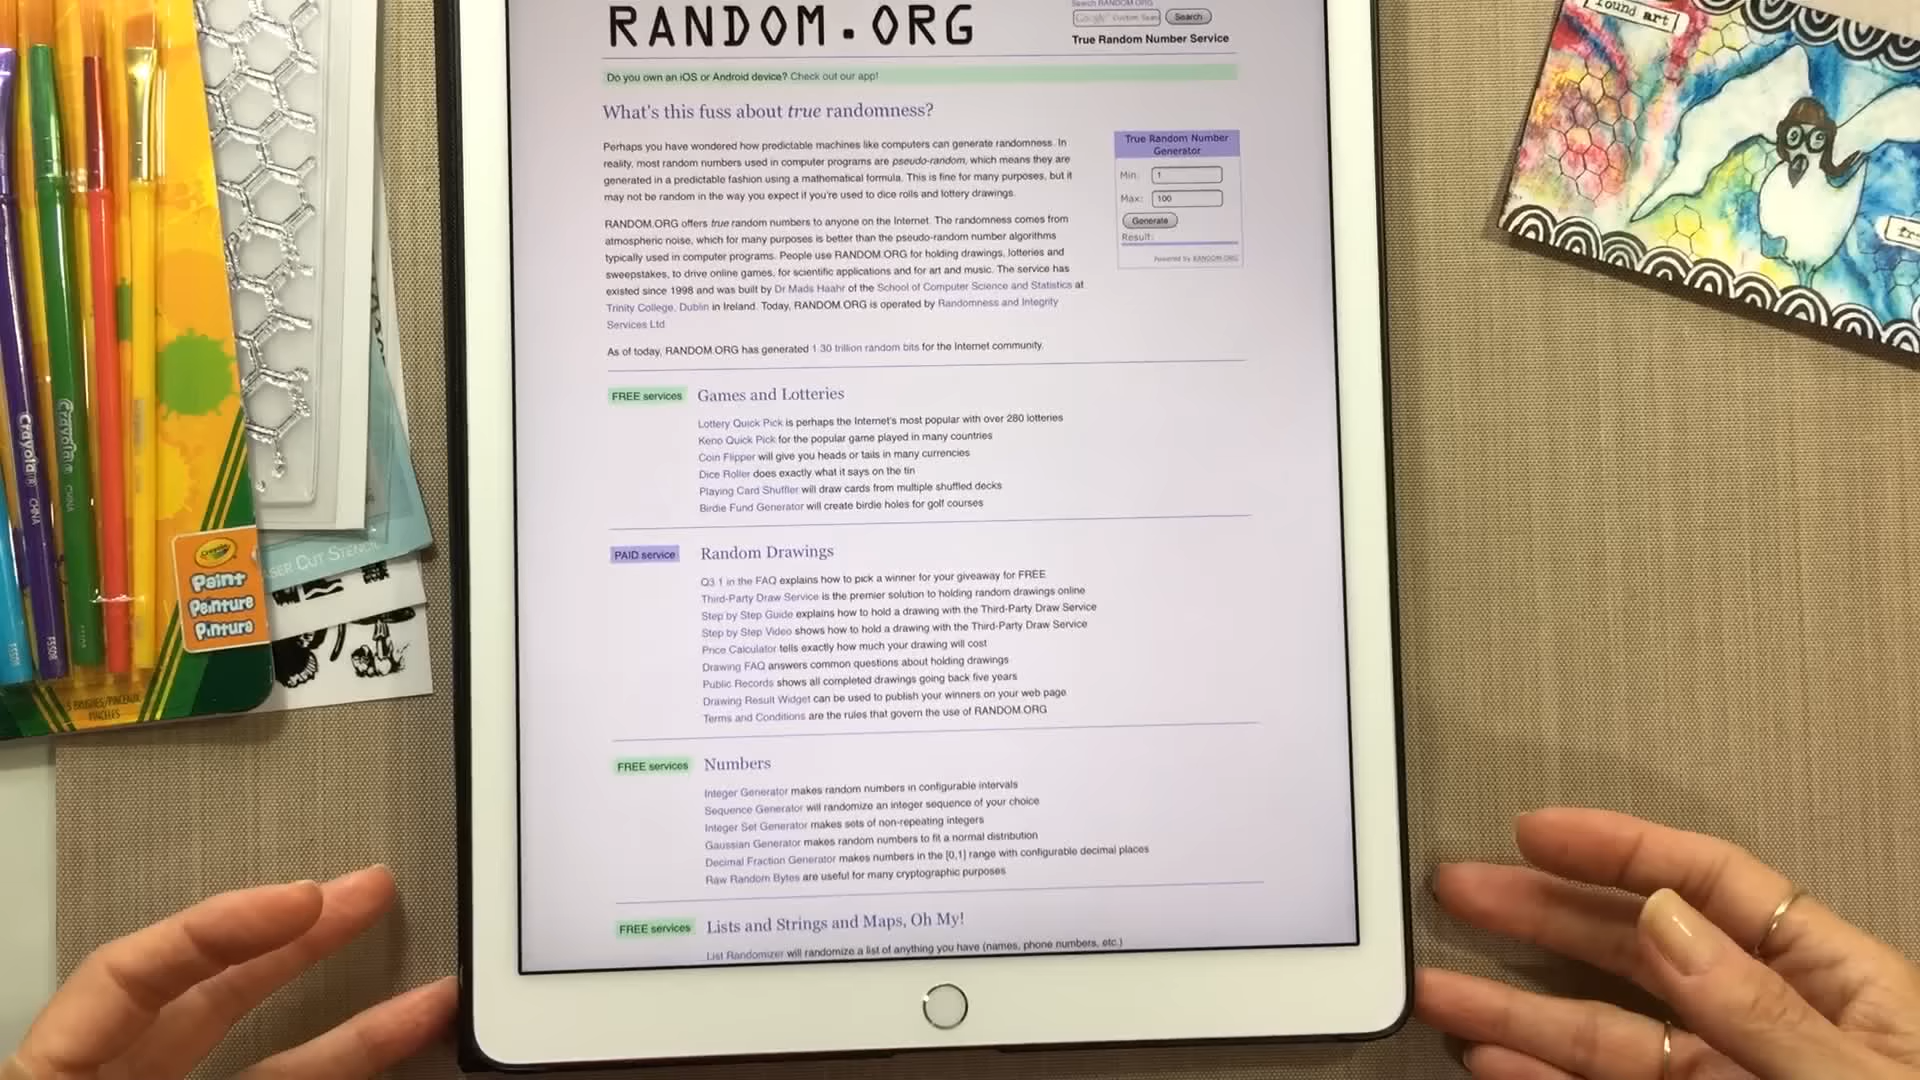 RANDOM.ORG
Search RANDOM.ORG
Google Custom Sear
Search
True Random Number Service
Do you own an iOS or Android device? Check out our app!
What's this fuss about true randomness?
Perhaps you have wondered how predictable machines like computers can generate randomness. In
reality, most random numbers used in computer programs are pseudo-random, which means they are
generated in a predictable fashion using a mathematical formula. This is fine for many purposes, but it
may not be random in the way you expect if you're used to dice rolls and lottery drawings.
RANDOM.ORG offers true random numbers to anyone on the Internet. The randomness comes from
atmospheric noise, which for many purposes is better than the pseudo-random number algorithms
typically used in computer programs. People use RANDOM.ORG for holding drawings, lotteries and
sweepstakes, to drive online games, for scientific applications and for art and music. The service has
existed since 1998 and was built by Dr Mads Haahr of the School of Computer Science and Statistics at
Trinity College, Dublin in Ireland. Today, RANDOM.ORG is operated by Randomness and Integrity
Services Ltd
As of today, RANDOM.ORG has generated 1.30 trillion random bits for the Internet community.
True Random Number
Generator
Min: 1
Max: 100
Generate
Result:
Powered by RANDOM.ORG
FREE services
Games and Lotteries
Lottery Quick Pick is perhaps the Internet's most popular with over 280 lotteries
Keno Quick Pick for the popular game played in many countries
Coin Flipper will give you heads or tails in many currencies
Dice Roller does exactly what it says on the tin
Playing Card Shuffler will draw cards from multiple shuffled decks
Birdie Fund Generator will create birdie holes for golf courses
PAID service
Random Drawings
Q3.1 in the FAQ explains how to pick a winner for your giveaway for FREE
Third-Party Draw Service is the premier solution to holding random drawings online
Step by Step Guide explains how to hold a drawing with the Third-Party Draw Service
Step by Step Video shows how to hold a drawing with the Third-Party Draw Service
Price Calculator tells exactly how much your drawing will cost
Drawing FAQ answers common questions about holding drawings
Public Records shows all completed drawings going back five years
Drawing Result Widget can be used to publish your winners on your web page
Terms and Conditions are the rules that govern the use of RANDOM.ORG
FREE services
Numbers
Integer Generator makes random numbers in configurable intervals
Sequence Generator will randomize an integer sequence of your choice
Integer Set Generator makes sets of non-repeating integers
Gaussian Generator makes random numbers to fit a normal distribution
Decimal Fraction Generator makes numbers in the [0,1] range with configurable decimal places
Raw Random Bytes are useful for many cryptographic purposes
FREE services
Lists and Strings and Maps, Oh My!
List Randomizer will randomize a list of anything you have (names, phone numbers, etc.)
Crayola CHINA
Crayola CHINA
Crayola
Paint
Peinture
Pintura
5 BRUSHES/PINCEAUX
PINCELES
ASER CUT STENCIL
found art
tr